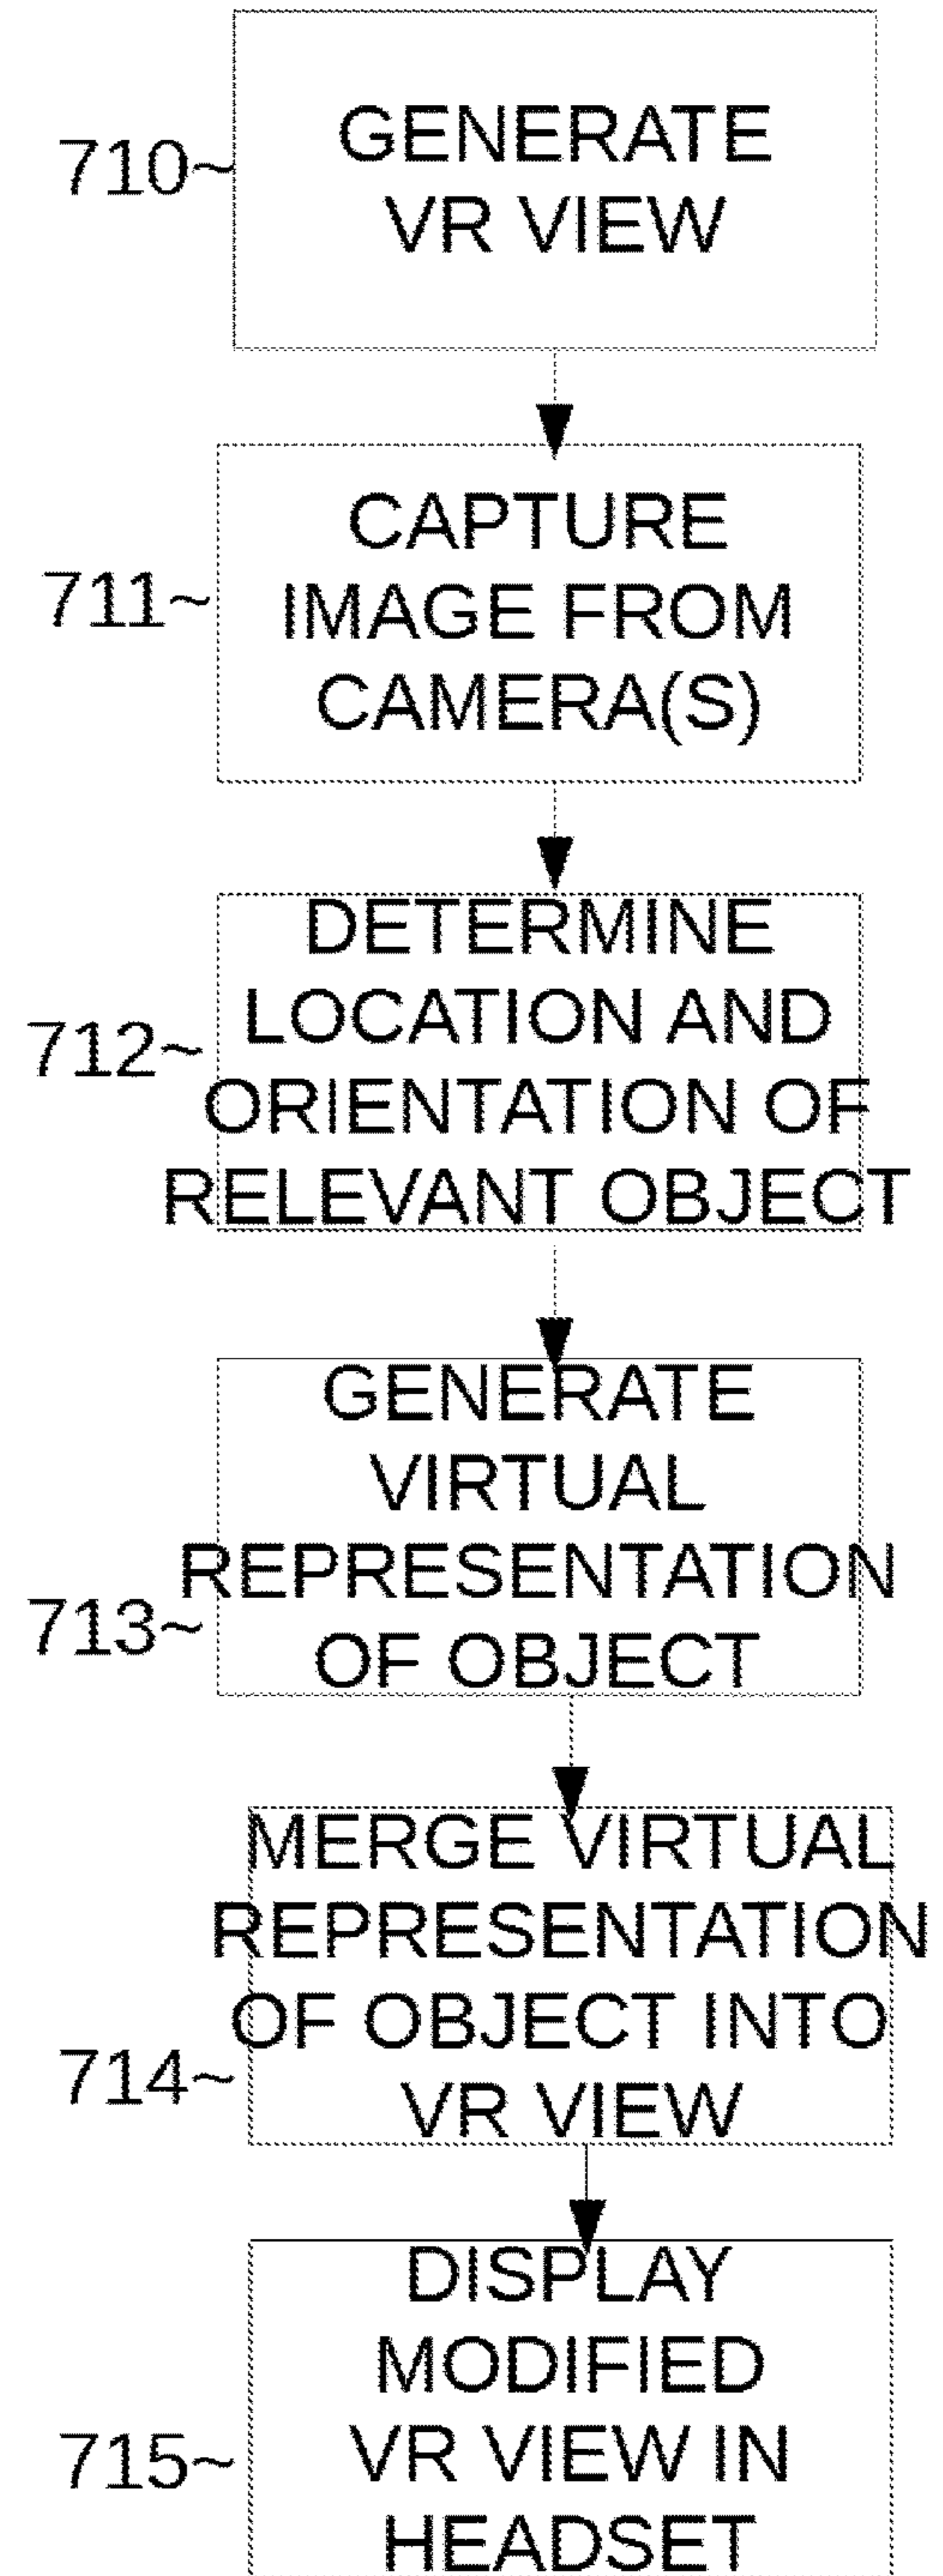 710~
GENERATE
VR VIEW
711~
CAPTURE
IMAGE FROM
CAMERA(S)
712~
DETERMINE
LOCATION AND
ORIENTATION OF
RELEVANT OBJECT
713~
GENERATE
VIRTUAL
REPRESENTATION
OF OBJECT
714~
MERGE VIRTUAL
REPRESENTATION
OF OBJECT INTO
VR VIEW
715~
DISPLAY
MODIFIED
VR VIEW IN
HEADSET